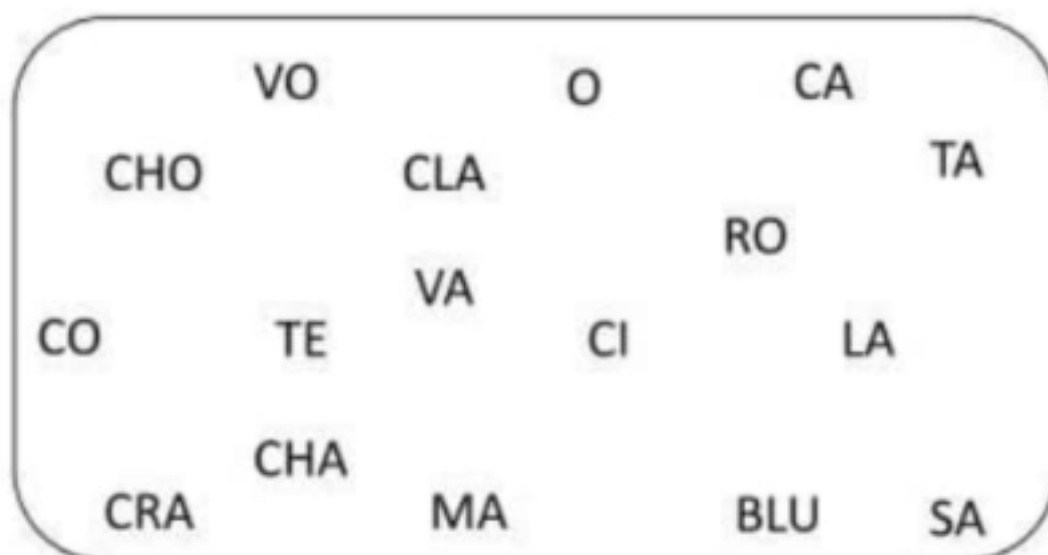 VO O CA
CHO CLA TA
RO
VA
CO TE CI LA
CHA
CRA MA BLU SA